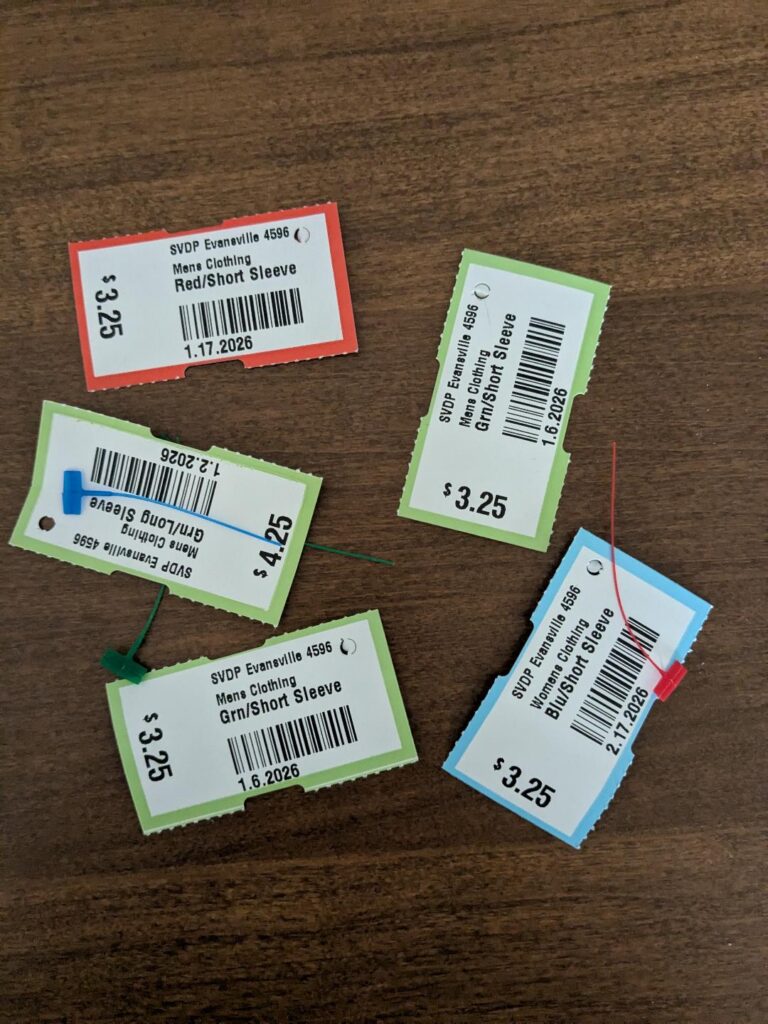 SVDP Evansville 4596
Mens Clothing
Red/Short Sleeve
1.17.2026
$3.25
SVDP Evansville 4596
Mens Clothing
Grn/Short Sleeve
1.6.2026
$3.25
SVDP Evansville 4596
Mens Clothing
Grn/Long Sleeve
1.2.2026
$4.25
SVDP Evansville 4596
Womens Clothing
Blu/Short Sleeve
2.17.2026
$3.25
SVDP Evansville 4596
Mens Clothing
Grn/Short Sleeve
1.6.2026
$3.25